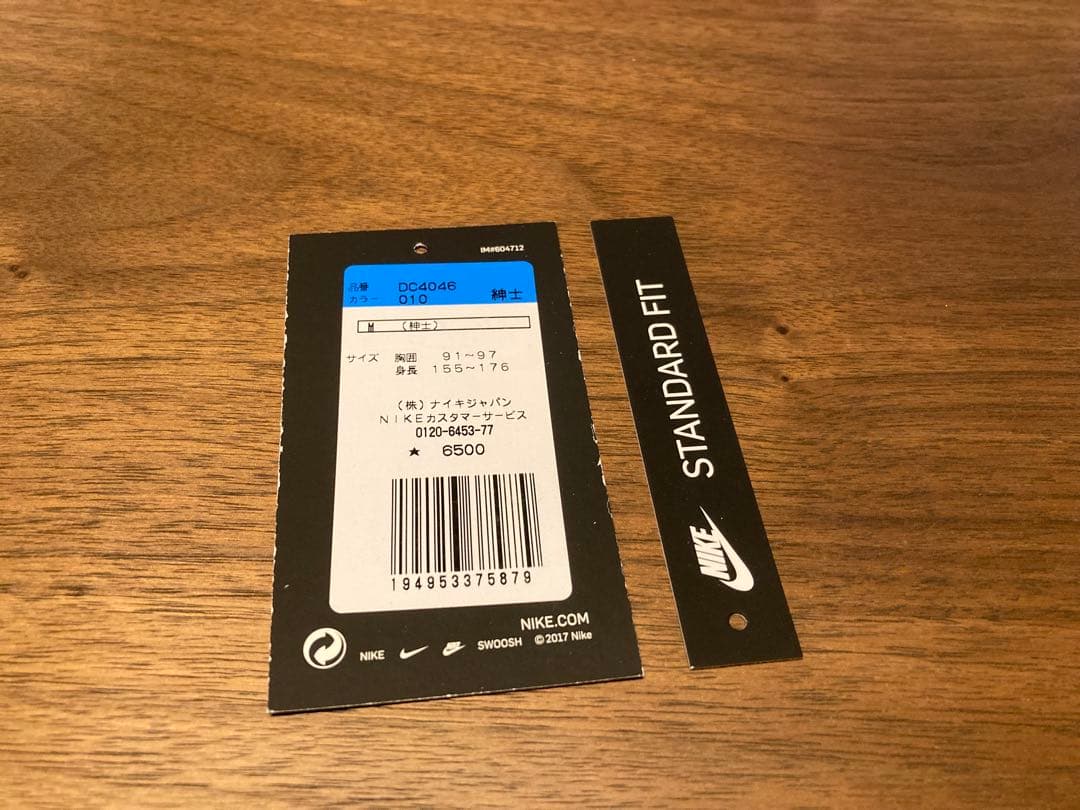 IM#604712
品番 DC4046
カラー 010 紳士
M (紳士)
サイズ 胸囲 91~97
身長 155~176
(株)ナイキジャパン
NIKEカスタマーサービス
0120-6453-77
★ 6500
194953375879
NIKE.COM
NIKE SWOOSH ©2017 Nike
STANDARD FIT
NIKE